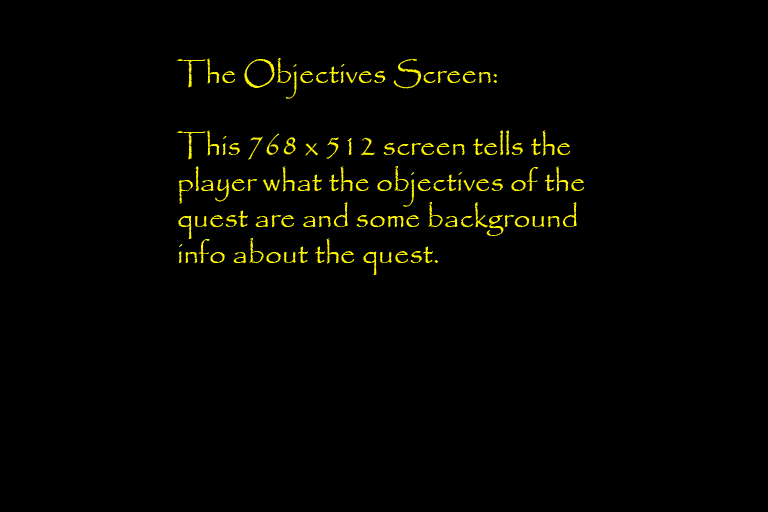 The Objectives Screen:
This 768 x 512 screen tells the
player what the objectives of the
quest are and some background
info about the quest.